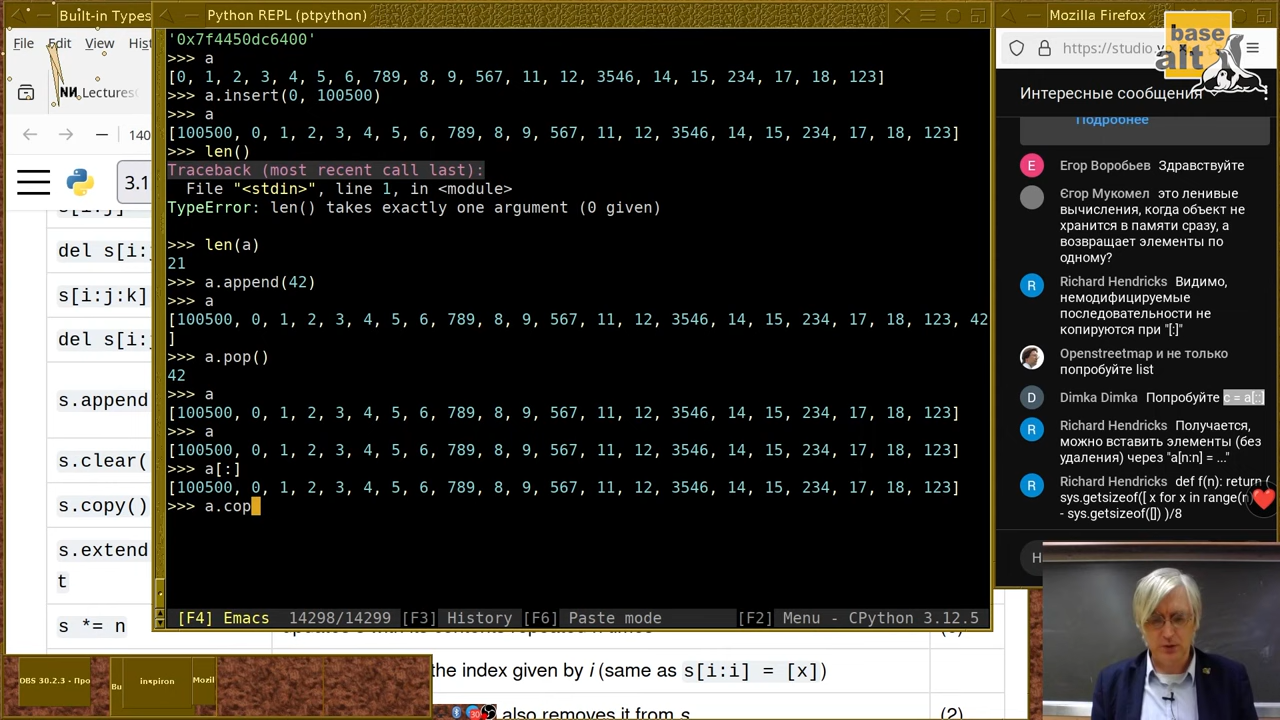 Built-in Types
Python REPL (ptpython)
Mozilla Firefox
File Edit View Hist
Lectures
140
3.1
del s[i:
s[i:j:k]
del s[i:
s.append
s.clear(
s.copy()
s.extend
t
s *= n
'0x7f4450dc6400'
>>> a
[0, 1, 2, 3, 4, 5, 6, 789, 8, 9, 567, 11, 12, 3546, 14, 15, 234, 17, 18, 123]
>>> a.insert(0, 100500)
>>> a
[100500, 0, 1, 2, 3, 4, 5, 6, 789, 8, 9, 567, 11, 12, 3546, 14, 15, 234, 17, 18, 123]
>>> len()
Traceback (most recent call last):
File "<stdin>", line 1, in <module>
TypeError: len() takes exactly one argument (0 given)
>>> len(a)
21
>>> a.append(42)
>>> a
[100500, 0, 1, 2, 3, 4, 5, 6, 789, 8, 9, 567, 11, 12, 3546, 14, 15, 234, 17, 18, 123, 42
]
>>> a.pop()
42
>>> a
[100500, 0, 1, 2, 3, 4, 5, 6, 789, 8, 9, 567, 11, 12, 3546, 14, 15, 234, 17, 18, 123]
>>> a
[100500, 0, 1, 2, 3, 4, 5, 6, 789, 8, 9, 567, 11, 12, 3546, 14, 15, 234, 17, 18, 123]
>>> a[:]
[100500, 0, 1, 2, 3, 4, 5, 6, 789, 8, 9, 567, 11, 12, 3546, 14, 15, 234, 17, 18, 123]
>>> a.cop
[F4] Emacs 14298/14299 [F3] History [F6] Paste mode [F2] Menu - CPython 3.12.5
the index given by i (same as s[i:i] = [x])
also removes it from s (2)
OBS 30.2.3 - Про
Bu
inspiron
Mozil
https://studio.
base
alt
Интересные сообщения
Подробнее
Егор Воробьев Здравствуйте
Єгор Мукомел это ленивые
вычисления, когда объект не
хранится в памяти сразу, а
возвращает элементы по
одному?
Richard Hendricks Видимо,
немодифицируемые
последовательности не
копируются при "[:]"
Openstreetmap и не только
попробуйте list
Dimka Dimka Попробуйте c = a[:]
Richard Hendricks Получается,
можно вставить элементы (без
удаления) через "a[n:n] = ..."
Richard Hendricks def f(n): return (
sys.getsizeof([ x for x in range(n)
- sys.getsizeof([]) )/8